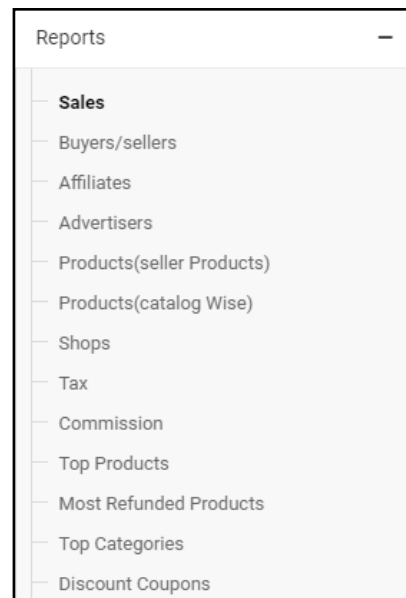 Reports
Sales
Buyers/sellers
Affiliates
Advertisers
Products(seller Products)
Products(catalog Wise)
Shops
Tax
Commission
Top Products
Most Refunded Products
Top Categories
Discount Coupons